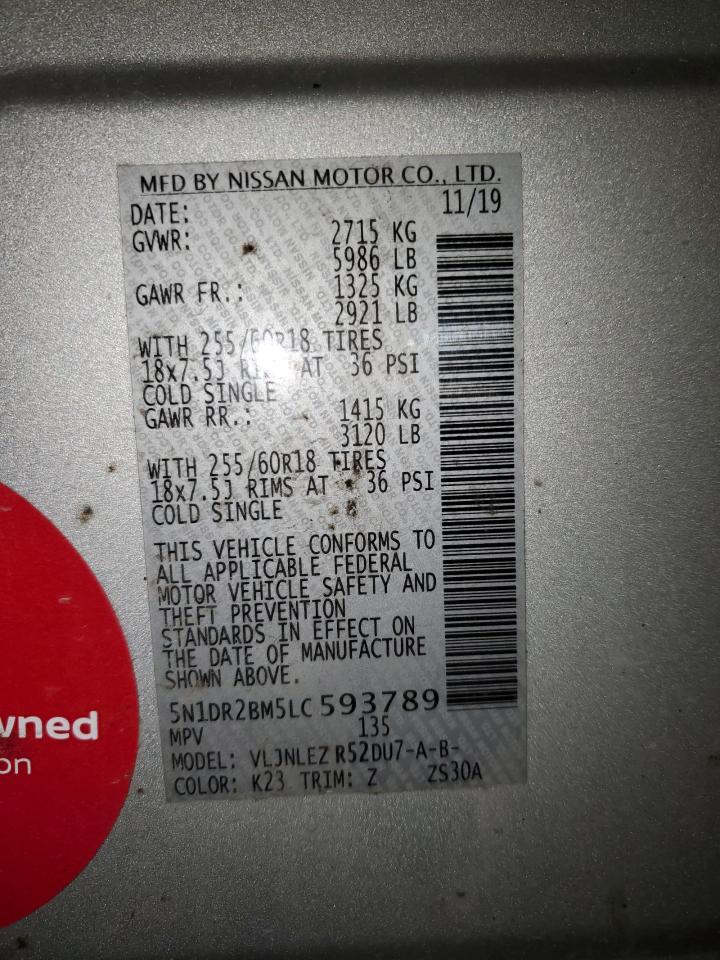 MFD BY NISSAN MOTOR CO., LTD.
DATE: 11/19
GVWR: 2715 KG
5986 LB
GAWR FR.: 1325 KG
2921 LB
WITH 255/60R18 TIRES
18x7.5J RIMS AT 36 PSI
COLD SINGLE
GAWR RR.: 1415 KG
3120 LB
WITH 255/60R18 TIRES
18x7.5J RIMS AT 36 PSI
COLD SINGLE
THIS VEHICLE CONFORMS TO
ALL APPLICABLE FEDERAL
MOTOR VEHICLE SAFETY AND
THEFT PREVENTION
STANDARDS IN EFFECT ON
THE DATE OF MANUFACTURE
SHOWN ABOVE.
5N1DR2BM5LC593789
MPV 135
MODEL: VLJNLEZ R52DU7-A-B-
COLOR: K23 TRIM: Z ZS30A
wned
on